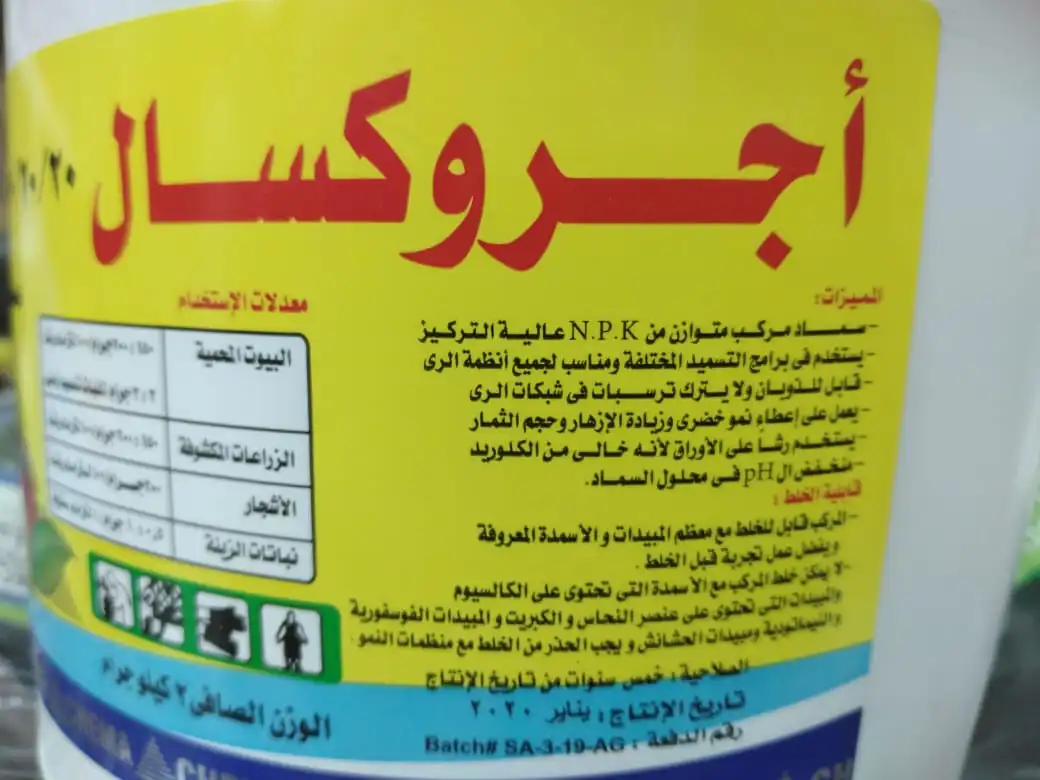 أجروكسال ٢٠/٢٠
المميزات:
- سماد مركب متوازن من N.P.K عالية التركيز
- يستخدم فى برامج التسميد المختلفة ومناسب لجميع أنظمة الرى
- قابل للذوبان ولا يترك ترسبات فى شبكات الرى
- يعمل على إعطاء نمو خضرى وزيادة الإزهار وحجم الثمار
- يستخدم رشا على الأوراق لأنه خالى من الكلوريد
- منخفض ال pH فى محلول السماد.
قابلية الخلط :
- المركب قابل للخلط مع معظم المبيدات و الأسمدة المعروفة
ويفضل عمل تجربة قبل الخلط .
- لا يمكن خلط المركب مع الأسمدة التى تحتوى على الكالسيوم
والمبيدات التى تحتوى على عنصر النحاس و الكبريت و المبيدات الفوسفورية
والنيماتودية ومبيدات الحشائش و يجب الحذر من الخلط مع منظمات النمو .
الصلاحية : خمس سنوات من تاريخ الإنتاج
تاريخ الإنتاج : يناير ٢٠٢٠
رقم الدفعة : Batch# SA-3-19-AG
معدلات الإستخدام
البيوت المحمية
الزراعات المكشوفة
الأشجار
نباتات الزينة
الوزن الصافى ٢ كيلو جرام